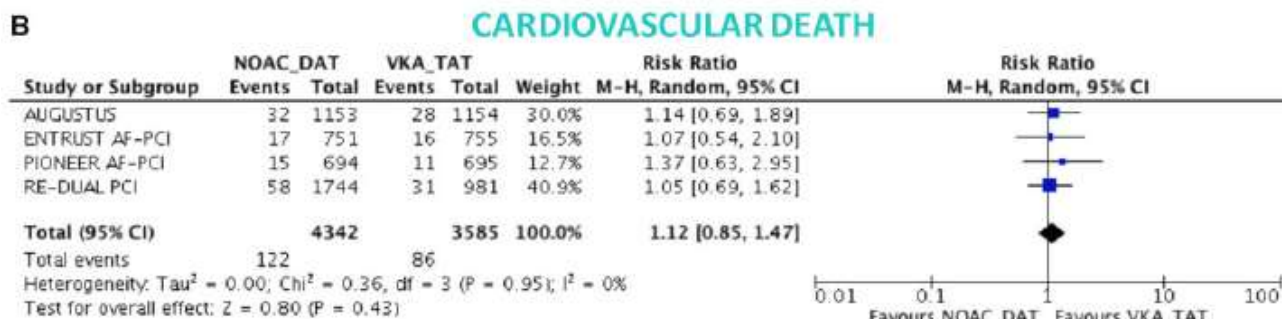 B
CARDIOVASCULAR DEATH
NOAC_DAT VKA_TAT Risk Ratio Risk Ratio
Study or Subgroup Events Total Events Total Weight M-H, Random, 95% CI M-H, Random, 95% CI
AUGUSTUS 32 1153 28 1154 30.0% 1.14 [0.69, 1.89]
ENTRUST AF-PCI 17 751 16 755 16.5% 1.07 [0.54, 2.10]
PIONEER AF-PCI 15 694 11 695 12.7% 1.37 [0.63, 2.95]
RE-DUAL PCI 58 1744 31 981 40.9% 1.05 [0.69, 1.62]
Total (95% CI) 4342 3585 100.0% 1.12 [0.85, 1.47]
Total events 122 86
Heterogeneity: Tau² = 0.00; Chi² = 0.36, df = 3 (P = 0.95); I² = 0%
Test for overall effect: Z = 0.80 (P = 0.43)
0.01 0.1 1 10 100
Favours NOAC_DAT Favours VKA_TAT